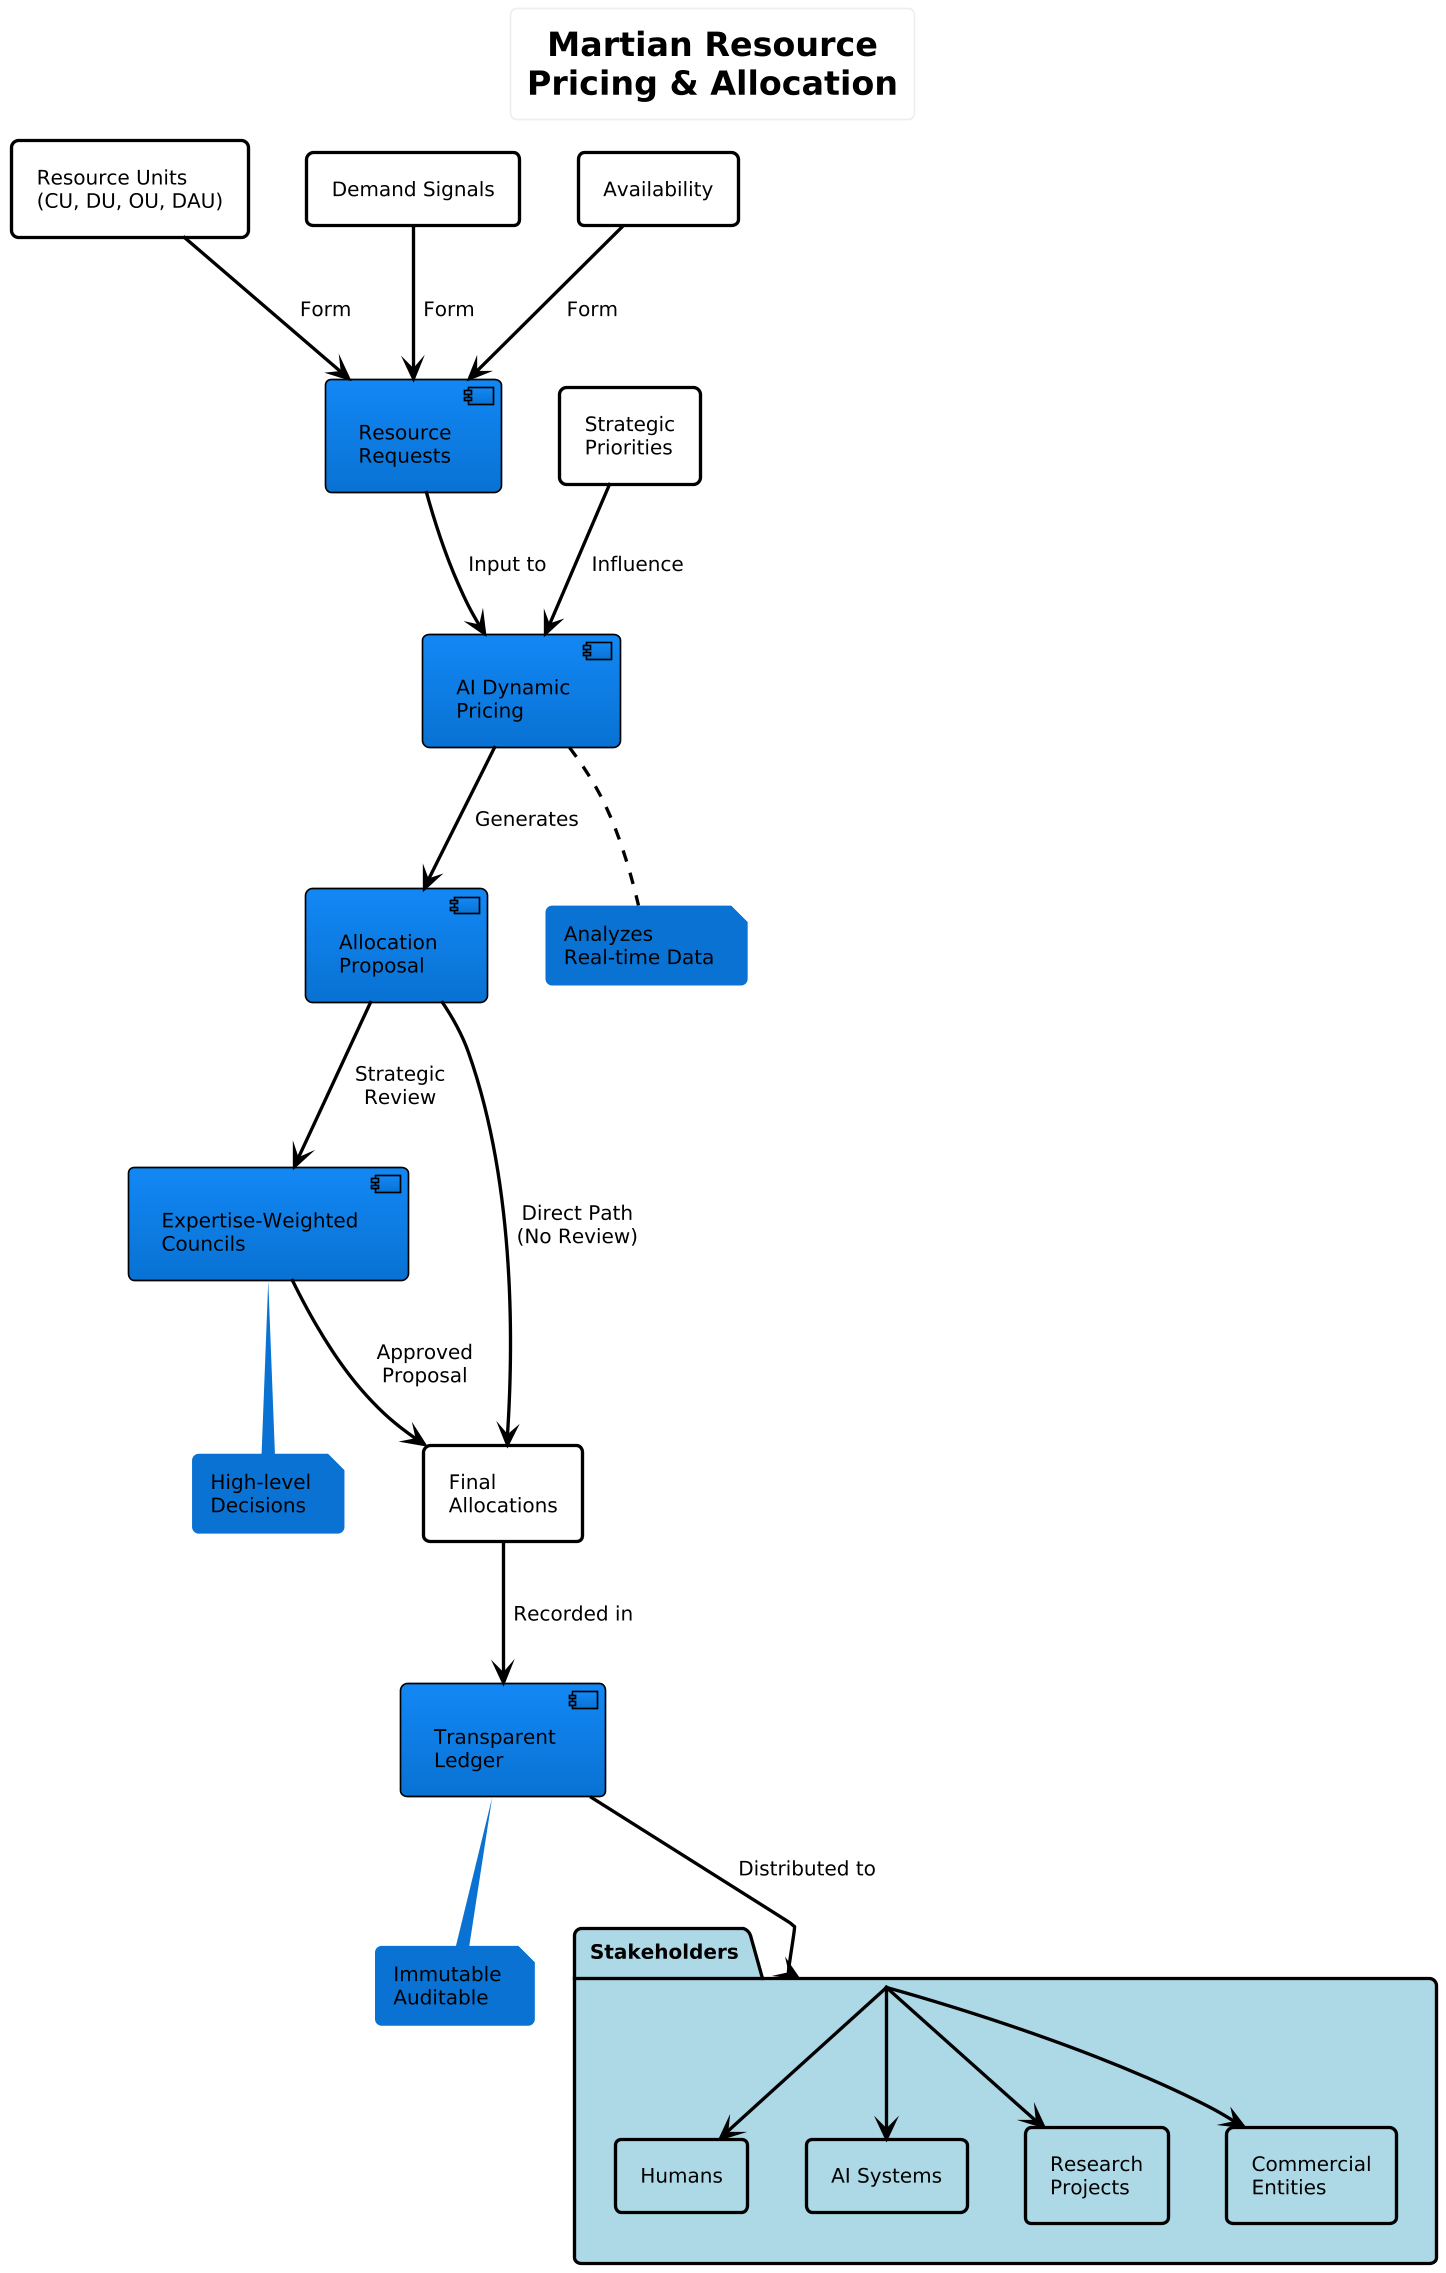 Martian Resource
Pricing & Allocation
Resource Units
(CU, DU, OU, DAU)
Demand Signals
Availability
Form
Form
Form
Resource
Requests
Strategic
Priorities
Input to
Influence
AI Dynamic
Pricing
Generates
Allocation
Proposal
Analyzes
Real-time Data
Strategic
Review
Expertise-Weighted
Councils
Direct Path
(No Review)
Approved
Proposal
High-level
Decisions
Final
Allocations
Recorded in
Transparent
Ledger
Distributed to
Immutable
Auditable
Stakeholders
Humans
AI Systems
Research
Projects
Commercial
Entities